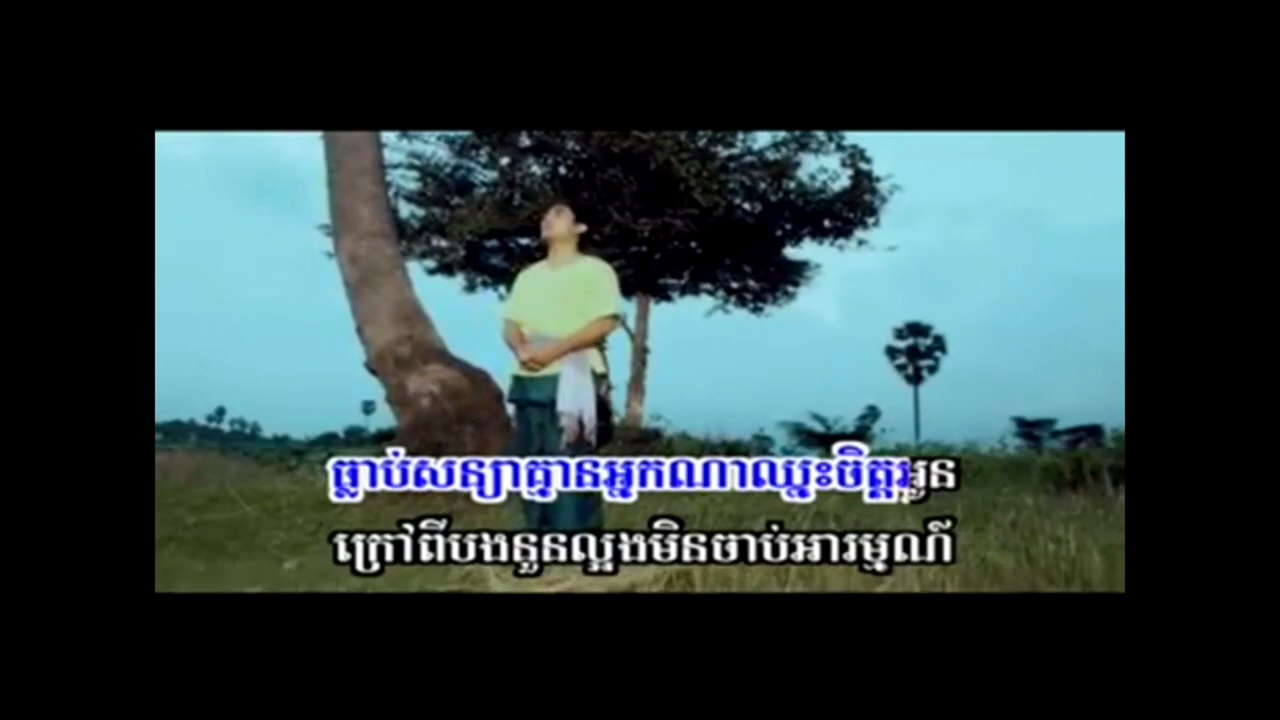 ធ្លាប់សន្យាគ្មានអ្នកណាឈ្នះចិត្តអូន
ក្រៅពីបងនួនល្អងមិនចាប់អារម្មណ៍